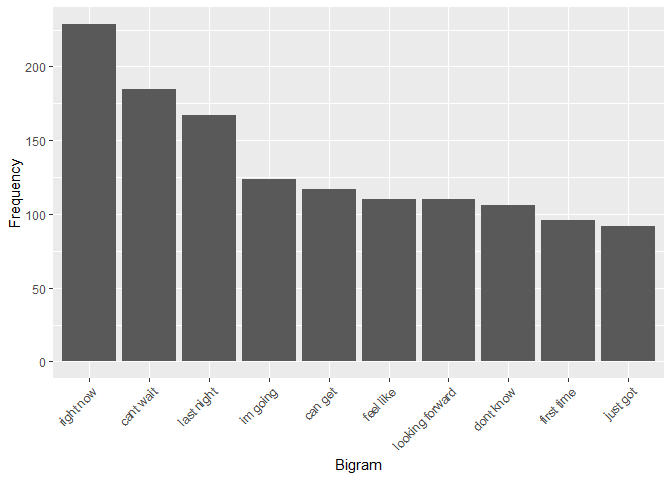 200
150
100
50
0
Frequency
right now
cant wait
last night
im going
can get
feel like
looking forward
dont know
first time
just got
Bigram